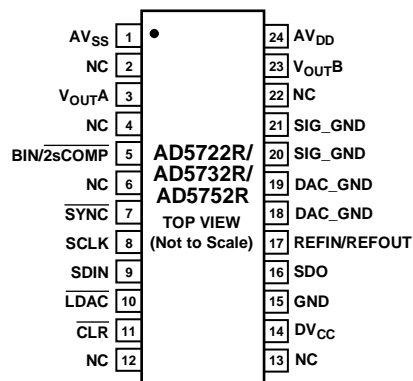 AVSS 1
NC 2
VOUTA 3
NC 4
BIN/2sCOMP 5
NC 6
SYNC 7
SCLK 8
SDIN 9
LDAC 10
CLR 11
NC 12
AD5722R/
AD5732R/
AD5752R
TOP VIEW
(Not to Scale)
24 AVDD
23 VOUTB
22 NC
21 SIG_GND
20 SIG_GND
19 DAC_GND
18 DAC_GND
17 REFIN/REFOUT
16 SDO
15 GND
14 DVCC
13 NC